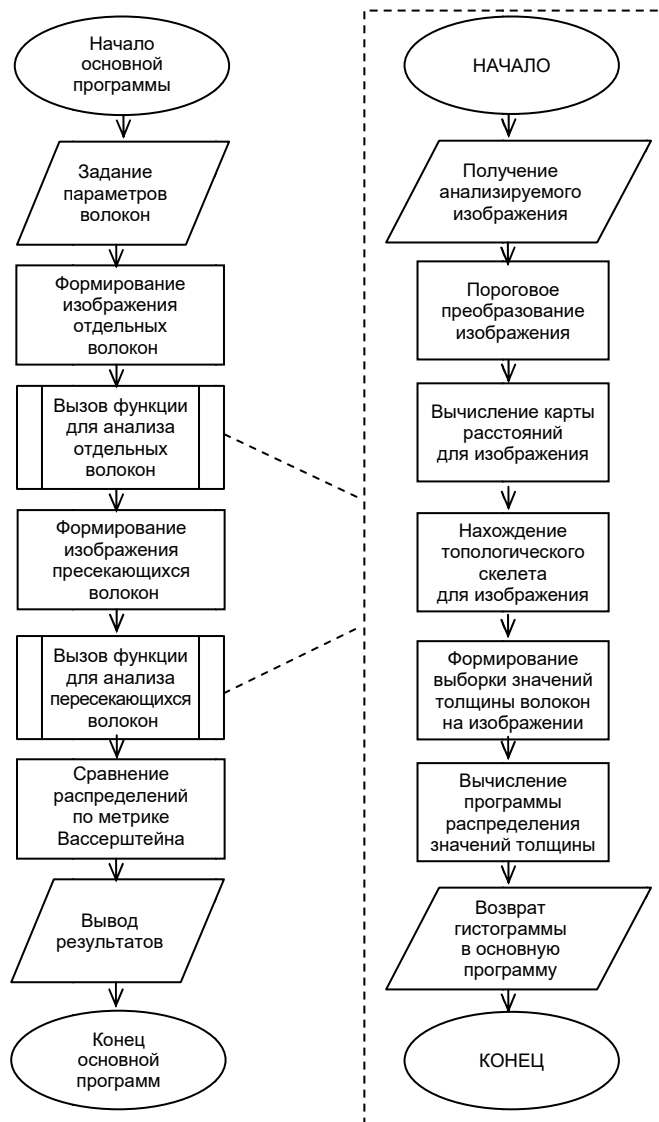 Начало
основной
программы
Задание
параметров
волокон
Формирование
изображения
отдельных
волокон
Вызов функции
для анализа
отдельных
волокон
Формирование
изображения
пресекающихся
волокон
Вызов функции
для анализа
пересекающихся
волокон
Сравнение
распределений
по метрике
Вассерштейна
Вывод
результатов
Конец
основной
программ
НАЧАЛО
Получение
анализируемого
изображения
Пороговое
преобразование
изображения
Вычисление карты
расстояний
для изображения
Нахождение
топологического
скелета
для изображения
Формирование
выборки значений
толщины волокон
на изображении
Вычисление
программы
распределения
значений толщины
Возврат
гистограммы
в основную
программу
КОНЕЦ